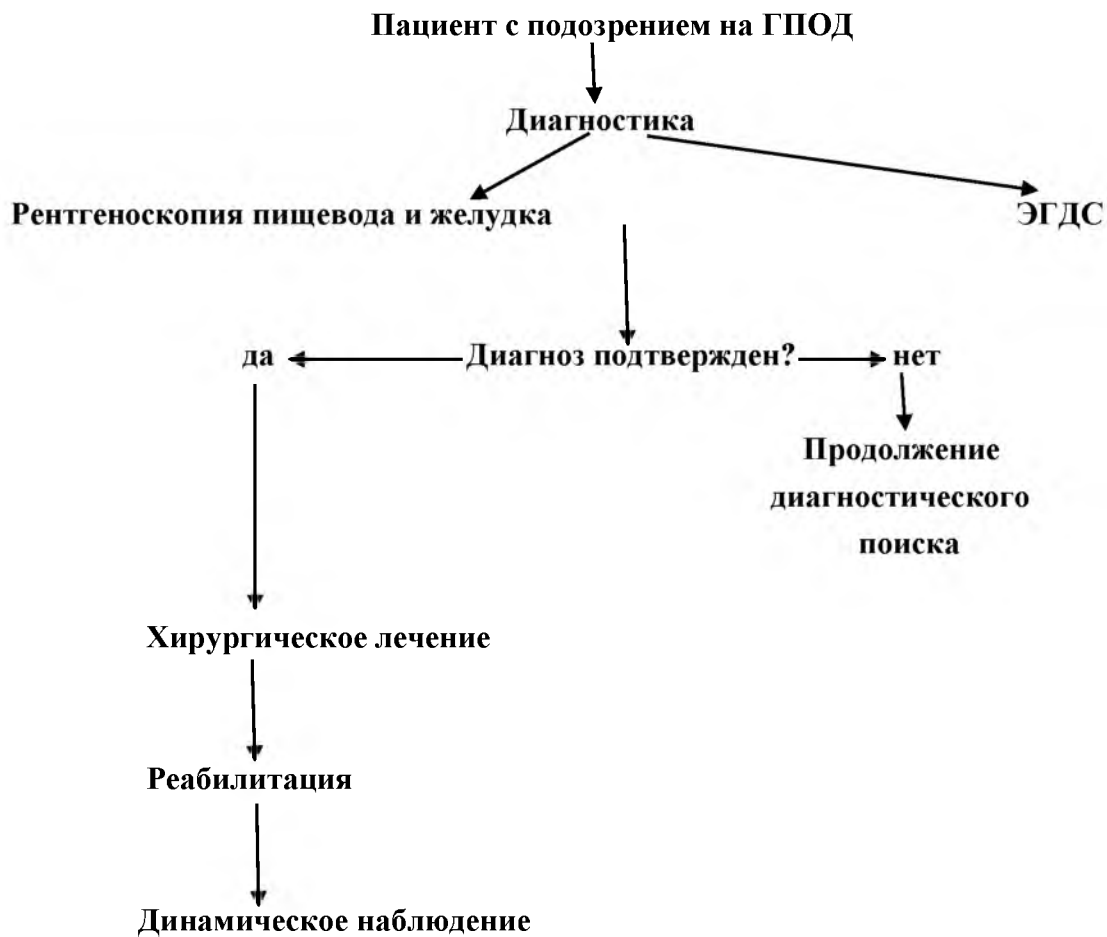 Пациент с подозрением на ГПОД
Диагностика
Рентгеноскопия пищевода и желудка
ЭГДС
да
Диагноз подтвержден?
нет
Продолжение
диагностического
поиска
Хирургическое лечение
Реабилитация
Динамическое наблюдение